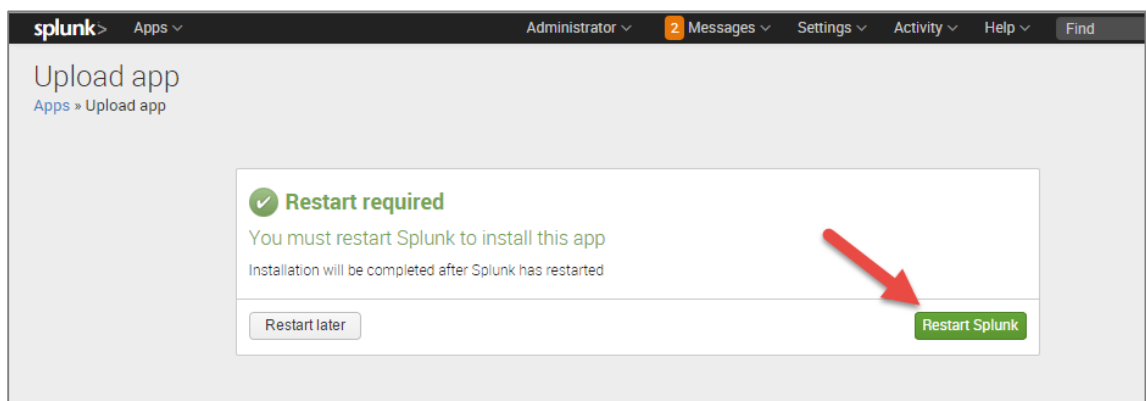 splunk> Apps Administrator 2 Messages Settings Activity Help Find
Upload app
Apps » Upload app
Restart required
You must restart Splunk to install this app
Installation will be completed after Splunk has restarted
Restart later Restart Splunk